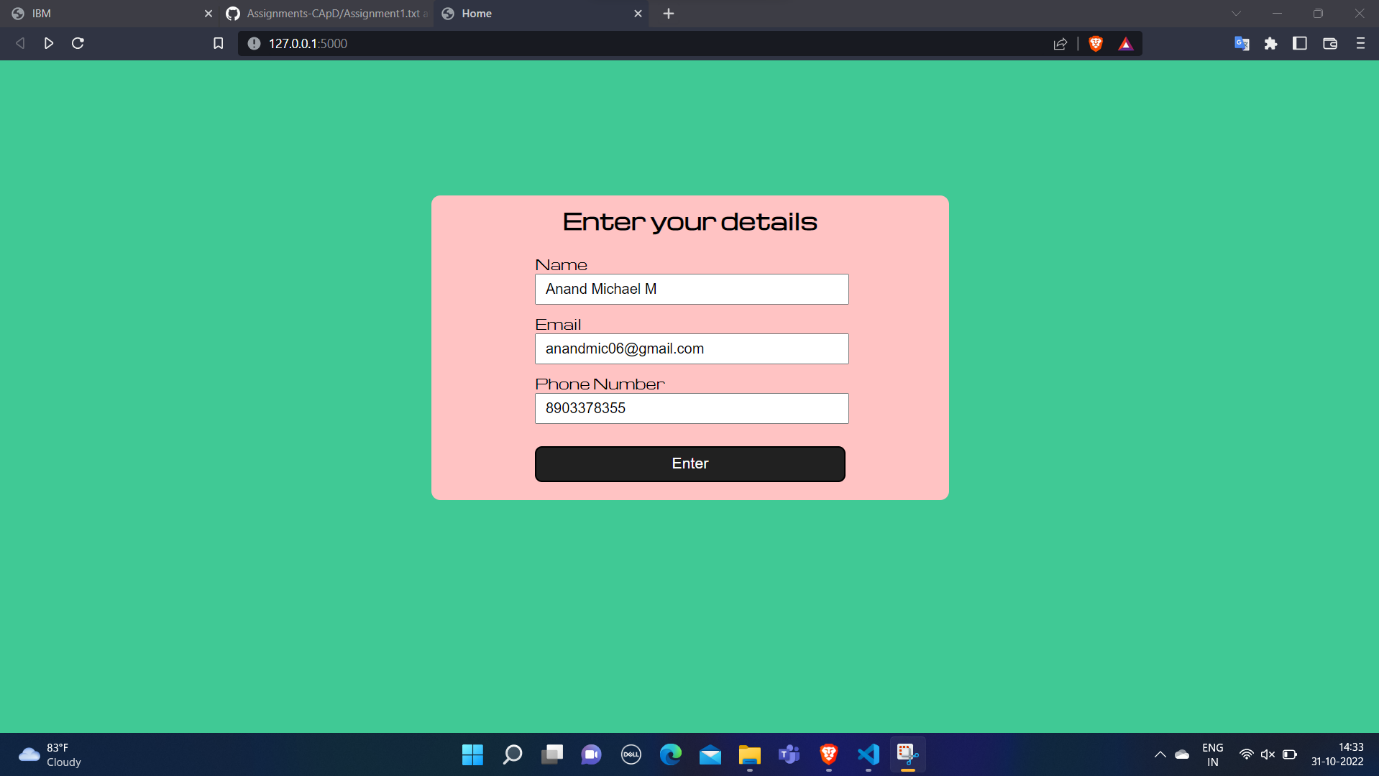 IBM
Assignments-CApD/Assignment1.txt a
Home
127.0.0.1:5000
Enter your details
Name
Anand Michael M
Email
anandmic06@gmail.com
Phone Number
8903378355
Enter
83°F
Cloudy
DELL
ENG
IN
14:33
31-10-2022